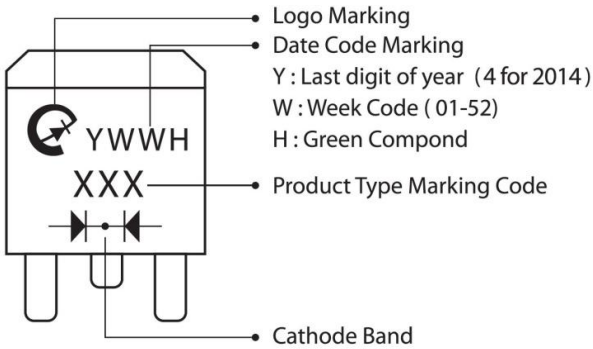 Logo Marking
Date Code Marking
Y : Last digit of year ( 4 for 2014 )
W : Week Code ( 01-52)
H : Green Compond
YWWH
XXX
Product Type Marking Code
Cathode Band